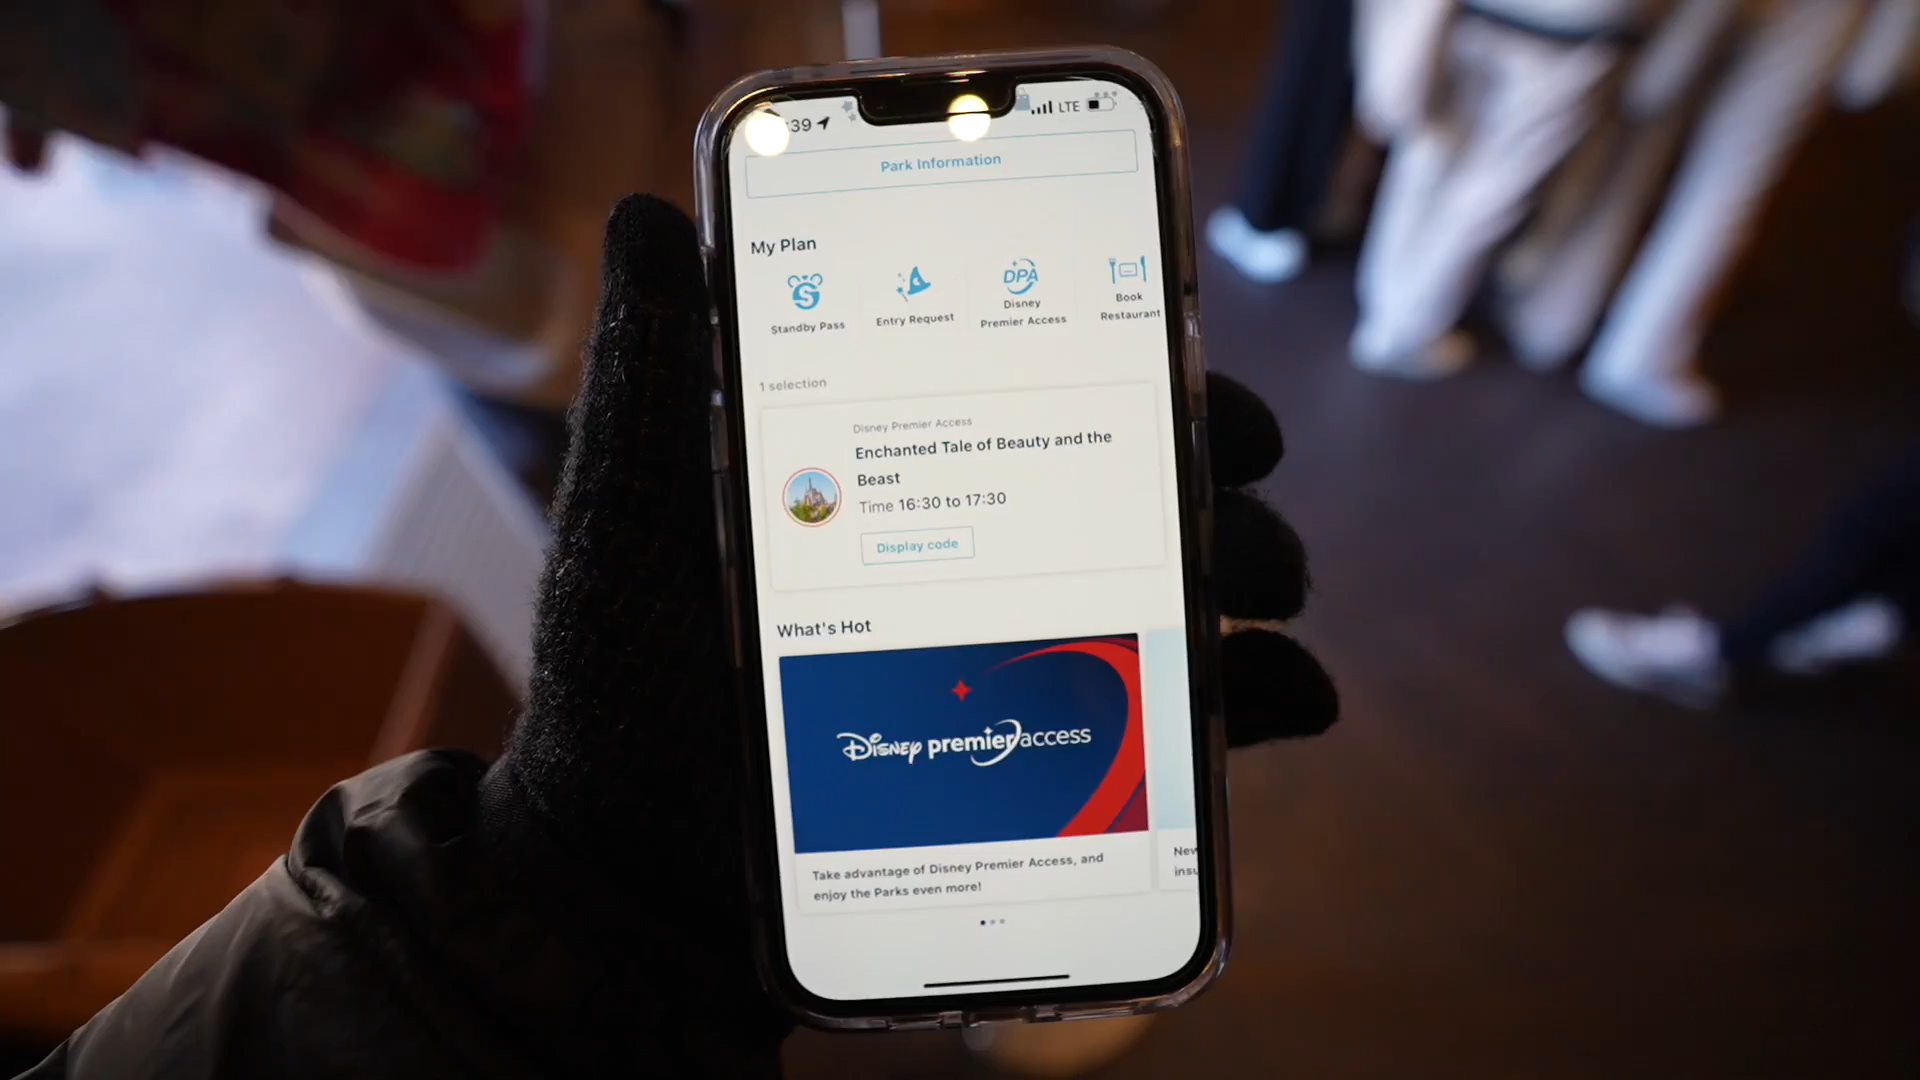 :39
LTE
Park Information
My Plan
Standby Pass
Entry Request
DPA
Disney
Premier Access
Book
Restaurant
1 selection
Disney Premier Access
Enchanted Tale of Beauty and the
Beast
Time 16:30 to 17:30
Display code
What's Hot
Disney premier access
Take advantage of Disney Premier Access, and
enjoy the Parks even more!